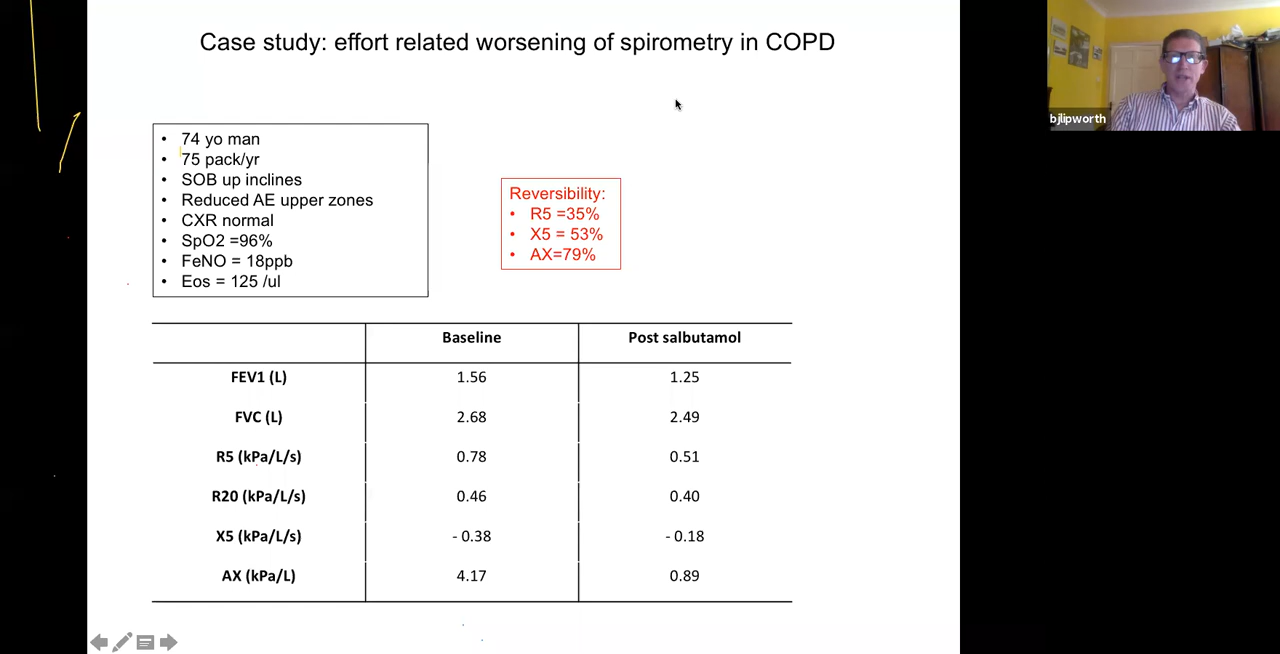 Case study: effort related worsening of spirometry in COPD
bjlipworth
• 74 yo man
• 75 pack/yr
• SOB up inclines
• Reduced AE upper zones
• CXR normal
• SpO2 =96%
• FeNO = 18ppb
• Eos = 125 /ul
Reversibility:
• R5 =35%
• X5 = 53%
• AX=79%
Baseline Post salbutamol
FEV1 (L) 1.56 1.25
FVC (L) 2.68 2.49
R5 (kPa/L/s) 0.78 0.51
R20 (kPa/L/s) 0.46 0.40
X5 (kPa/L/s) - 0.38 - 0.18
AX (kPa/L) 4.17 0.89